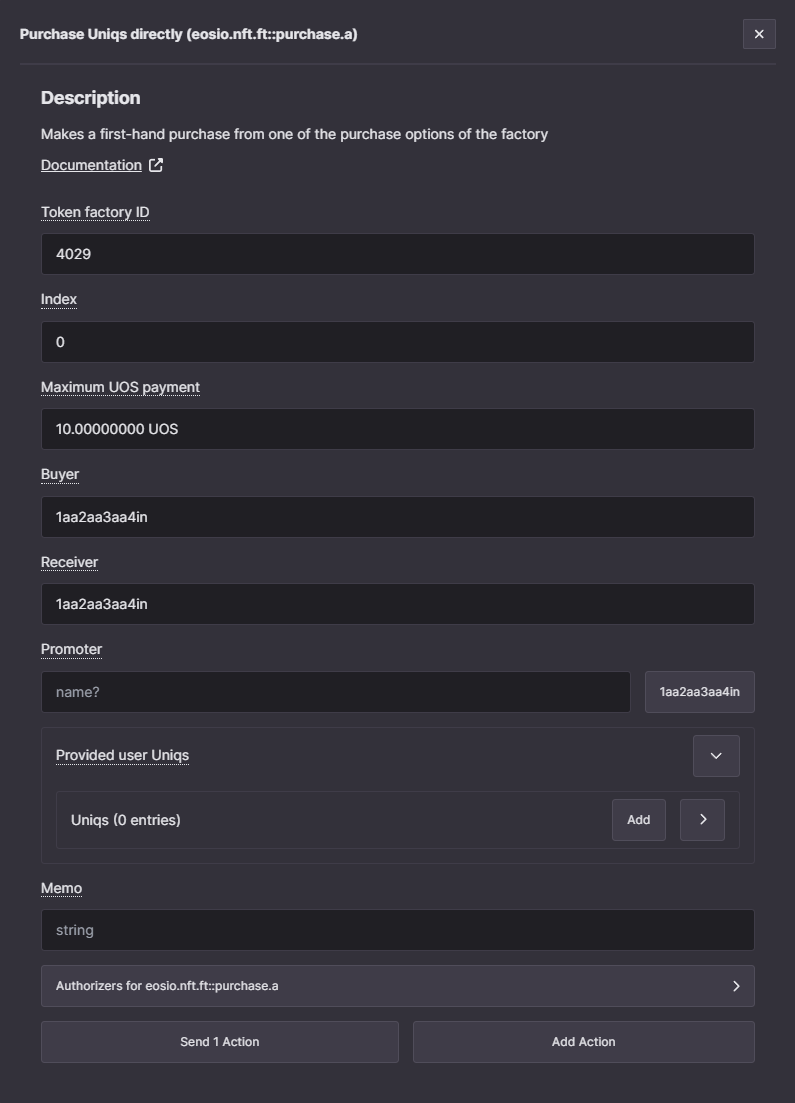 Purchase Uniqs directly (eosio.nft.ft::purchase.a)
Description
Makes a first-hand purchase from one of the purchase options of the factory
Documentation
Token factory ID
4029
Index
0
Maximum UOS payment
10.00000000 UOS
Buyer
1aa2aa3aa4in
Receiver
1aa2aa3aa4in
Promoter
name?
1aa2aa3aa4in
Provided user Uniqs
Uniqs (0 entries)
Add
Memo
string
Authorizers for eosio.nft.ft::purchase.a
Send 1 Action
Add Action